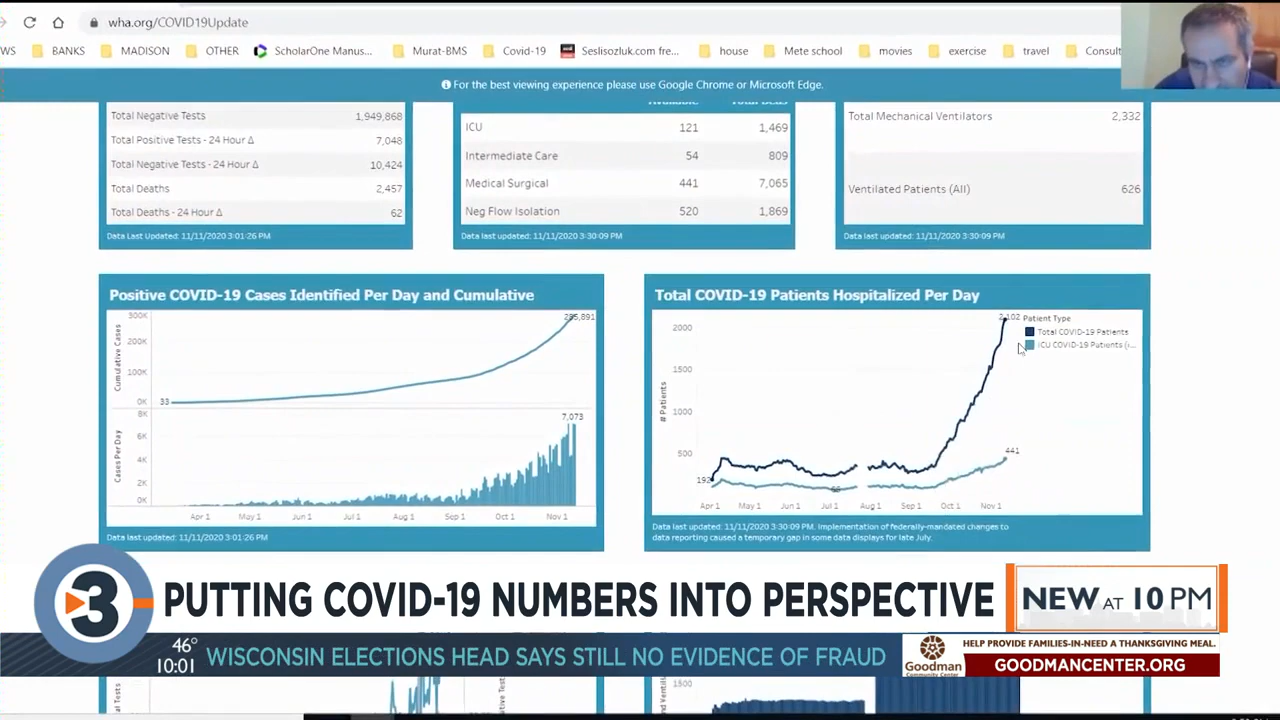 wha.org/COVID19Update
WS BANKS MADISON OTHER ScholarOne Manus... Murat-BMS Covid-19 Seslisozluk.com fre... house Mete school movies exercise travel Consult
For the best viewing experience please use Google Chrome or Microsoft Edge.
Total Negative Tests 1,949,868
Total Positive Tests - 24 Hour Δ 7,048
Total Negative Tests - 24 Hour Δ 10,424
Total Deaths 2,457
Total Deaths - 24 Hour Δ 62
Data Last Updated: 11/11/2020 3:01:26 PM
Available Total Beds
ICU 121 1,469
Intermediate Care 54 809
Medical Surgical 441 7,065
Neg Flow Isolation 520 1,869
Data last updated: 11/11/2020 3:30:09 PM
Total Mechanical Ventilators 2,332
Ventilated Patients (All) 626
Data last updated: 11/11/2020 3:30:09 PM
Positive COVID-19 Cases Identified Per Day and Cumulative
Cumulative Cases
300K
200K
100K
0K
33
285,891
Cases Per Day
8K
6K
4K
2K
0K
7,073
Apr 1 May 1 Jun 1 Jul 1 Aug 1 Sep 1 Oct 1 Nov 1
Data last updated: 11/11/2020 3:01:26 PM
Total COVID-19 Patients Hospitalized Per Day
# Patients
2000
1500
1000
500
192
2,102
441
Patient Type
Total COVID-19 Patients
ICU COVID-19 Patients (i...
Apr 1 May 1 Jun 1 Jul 1 Aug 1 Sep 1 Oct 1 Nov 1
Data last updated: 11/11/2020 3:30:09 PM. Implementation of federally-mandated changes to
data reporting caused a temporary gap in some data displays for late July.
3
PUTTING COVID-19 NUMBERS INTO PERSPECTIVE
NEW AT 10 PM
46°
10:01
WISCONSIN ELECTIONS HEAD SAYS STILL NO EVIDENCE OF FRAUD
Goodman
Community Center
HELP PROVIDE FAMILIES-IN-NEED A THANKSGIVING MEAL.
GOODMANCENTER.ORG
1500